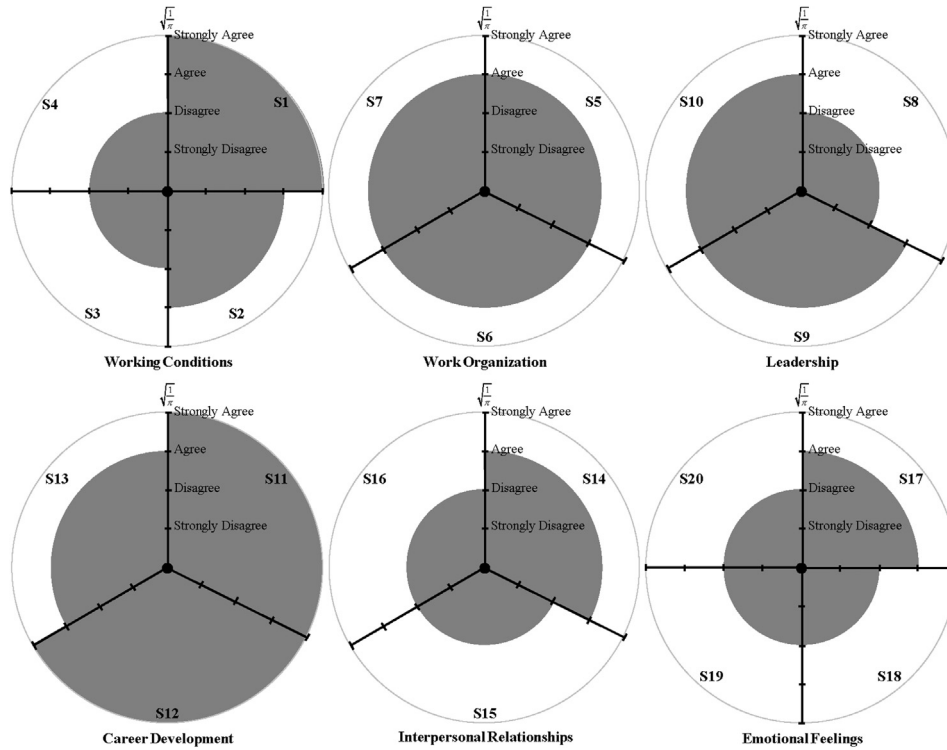 √(1/π)
Strongly Agree
Agree
Disagree
Strongly Disagree
S4
S1
S3
S2
Working Conditions
√(1/π)
Strongly Agree
Agree
Disagree
Strongly Disagree
S7
S5
S6
Work Organization
√(1/π)
Strongly Agree
Agree
Disagree
Strongly Disagree
S10
S8
S9
Leadership
√(1/π)
Strongly Agree
Agree
Disagree
Strongly Disagree
S13
S11
S12
Career Development
√(1/π)
Strongly Agree
Agree
Disagree
Strongly Disagree
S16
S14
S15
Interpersonal Relationships
√(1/π)
Strongly Agree
Agree
Disagree
Strongly Disagree
S20
S17
S19
S18
Emotional Feelings